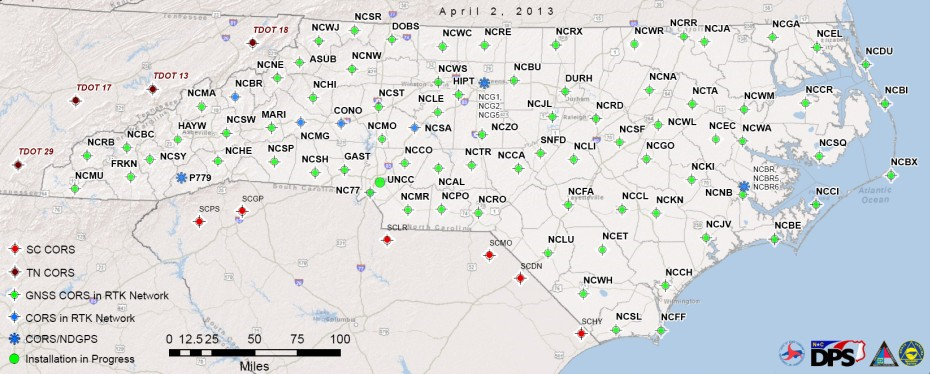 April 2, 2013
NCSR
NCWJ
DOBS
NCWC
NCRE
NCRX
NCWR
NCRR
NCJA
NCGA
NCEL
NCDU
TDOT 18
TDOT 13
TDOT 17
TDOT 29
ASUB
NCNE
NCNW
NCBR
NCHI
NCWS
HIPT
NCBU
DURH
NCNA
NCMA
NCST
NCLE
NCG1,
NCG2,
NCG5
NCJL
NCRD
NCTA
NCWM
NCCR
NCBI
HAYW
NCSW
MARI
CONO
NCMG
NCMO
NCSA
NCZO
NCSF
NCWL
NCEC
NCWA
NCRB
NCBC
NCSY
NCHE
NCSP
NCSH
GAST
NCCO
NCTR
NCCA
SNFD
NCLI
NCGO
NCSQ
FRKN
NCMU
P779
UNCC
NCAL
NCKI
NCBR,
NCBR5,
NCBR6
NCBX
NC77
NCMR
NCPO
NCRO
NCFA
NCCL
NCKN
NCNB
NCCI
Atlantic
Ocean
SCPS
SCGP
South Carolina
North Carolina
SCLR
SCMO
SCDN
SCHY
NCLU
NCET
NCJV
NCBE
NCWH
NCCH
Wilmington
NCSL
NCFF
Columbia
Fayetteville
Raleigh
Asheville
SC CORS
TN CORS
GNSS CORS in RTK Network
CORS in RTK Network
CORS/NDGPS
Installation in Progress
0 12.5 25 50 75 100
Miles
N★C
DPS